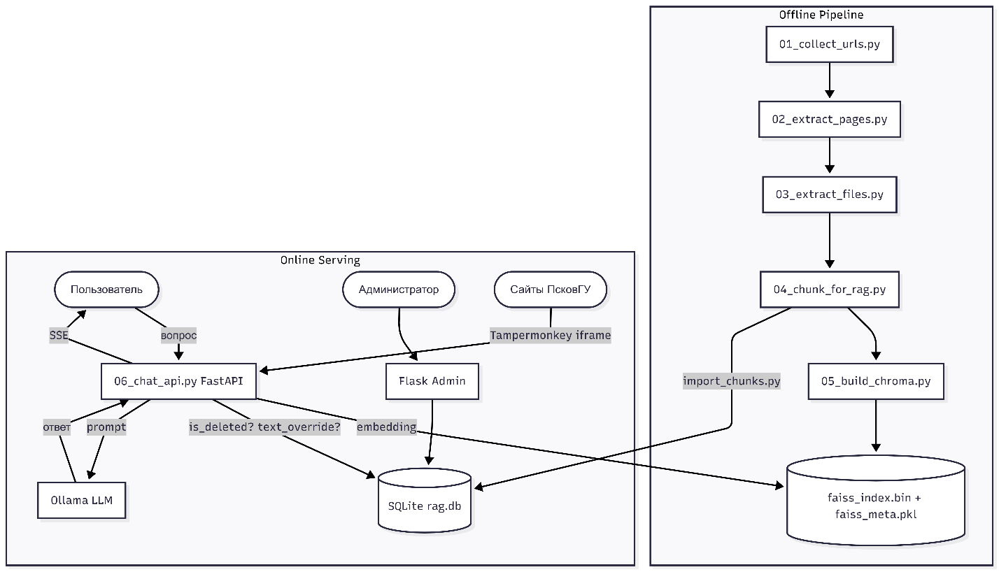 Offline Pipeline
01_collect_urls.py
02_extract_pages.py
03_extract_files.py
Online Serving
Пользователь
Администратор
Сайты ПсковГУ
04_chunk_for_rag.py
SSE
вопрос
Tampermonkey iframe
06_chat_api.py FastAPI
Flask Admin
import_chunks.py
05_build_chroma.py
ответ
prompt
is_deleted? text_override?
embedding
Ollama LLM
SQLite rag.db
faiss_index.bin +
faiss_meta.pkl